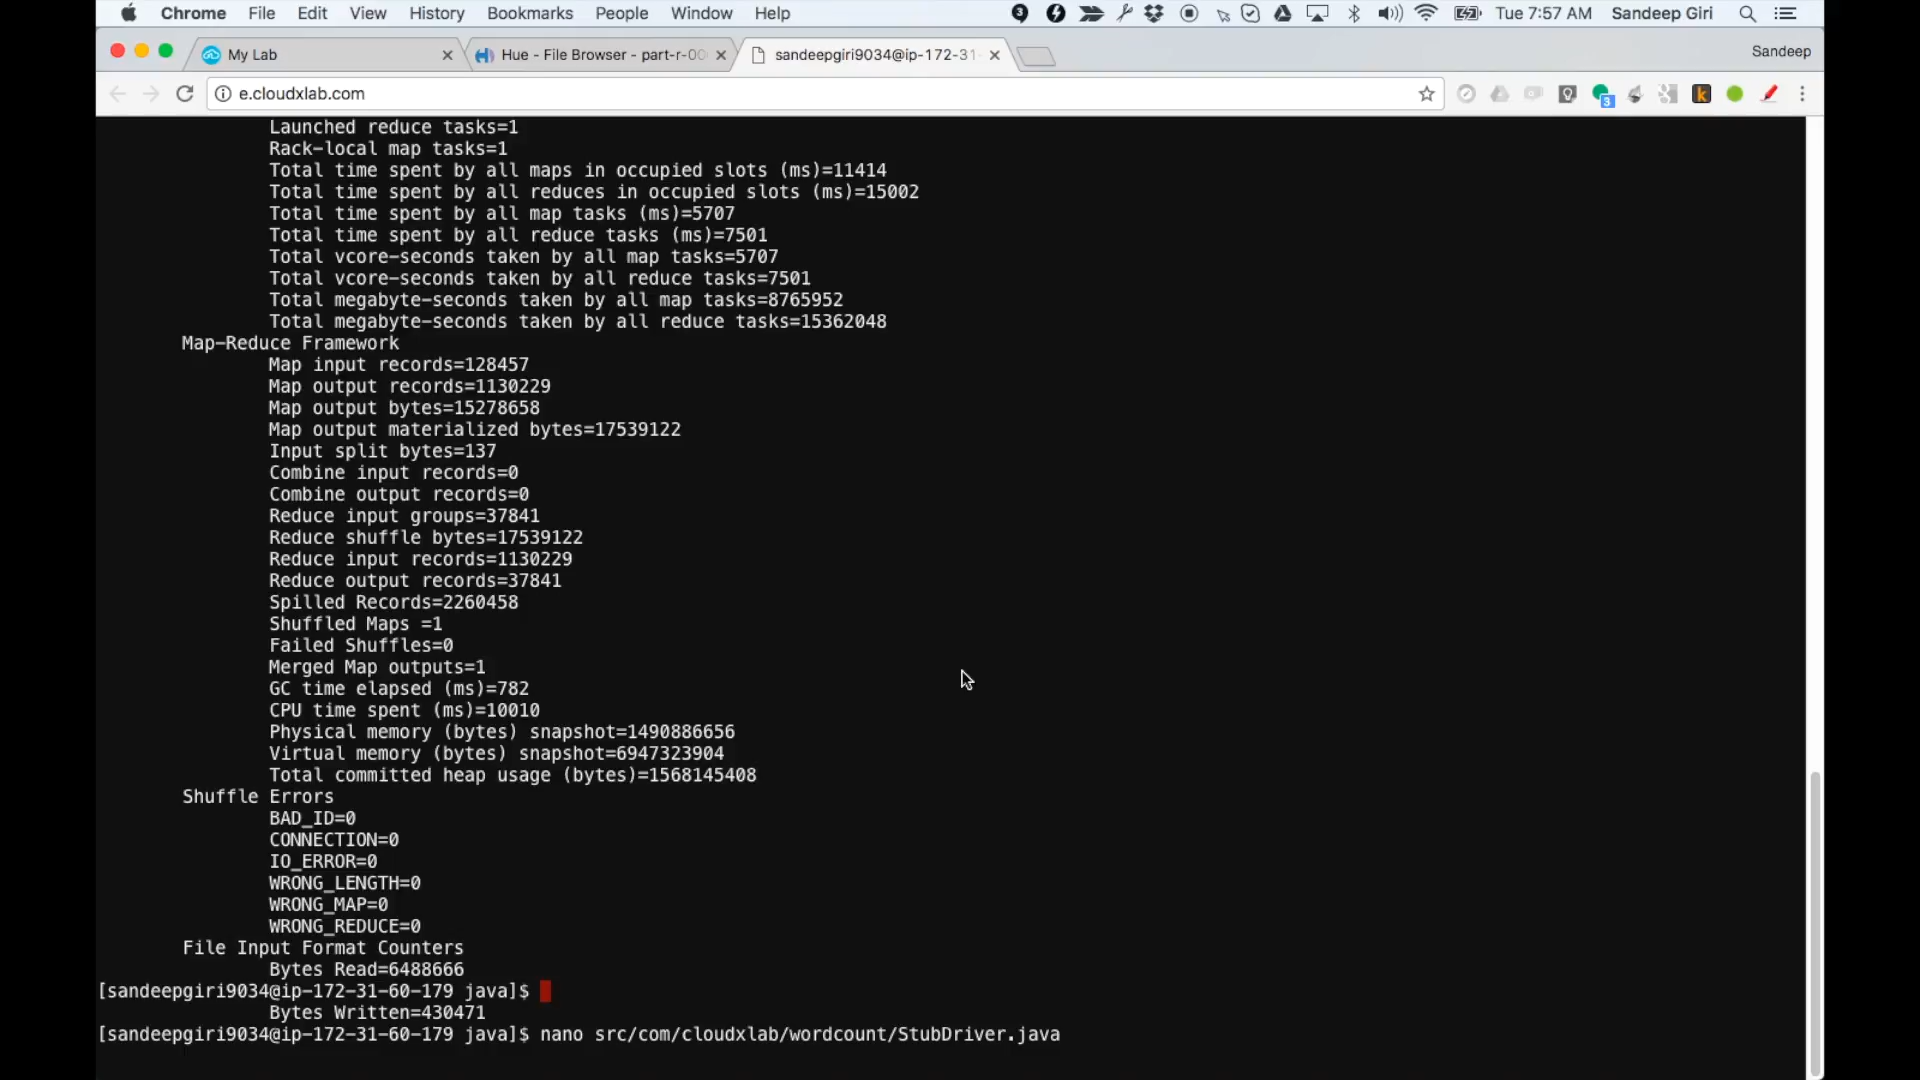 Chrome File Edit View History Bookmarks People Window Help Tue 7:57 AM Sandeep Giri
My Lab Hue - File Browser - part-r-00 sandeepgiri9034@ip-172-31- Sandeep
e.cloudxlab.com
Launched reduce tasks=1
Rack-local map tasks=1
Total time spent by all maps in occupied slots (ms)=11414
Total time spent by all reduces in occupied slots (ms)=15002
Total time spent by all map tasks (ms)=5707
Total time spent by all reduce tasks (ms)=7501
Total vcore-seconds taken by all map tasks=5707
Total vcore-seconds taken by all reduce tasks=7501
Total megabyte-seconds taken by all map tasks=8765952
Total megabyte-seconds taken by all reduce tasks=15362048
Map-Reduce Framework
Map input records=128457
Map output records=1130229
Map output bytes=15278658
Map output materialized bytes=17539122
Input split bytes=137
Combine input records=0
Combine output records=0
Reduce input groups=37841
Reduce shuffle bytes=17539122
Reduce input records=1130229
Reduce output records=37841
Spilled Records=2260458
Shuffled Maps =1
Failed Shuffles=0
Merged Map outputs=1
GC time elapsed (ms)=782
CPU time spent (ms)=10010
Physical memory (bytes) snapshot=1490886656
Virtual memory (bytes) snapshot=6947323904
Total committed heap usage (bytes)=1568145408
Shuffle Errors
BAD_ID=0
CONNECTION=0
IO_ERROR=0
WRONG_LENGTH=0
WRONG_MAP=0
WRONG_REDUCE=0
File Input Format Counters
Bytes Read=6488666
[sandeepgiri9034@ip-172-31-60-179 java]$
Bytes Written=430471
[sandeepgiri9034@ip-172-31-60-179 java]$ nano src/com/cloudxlab/wordcount/StubDriver.java